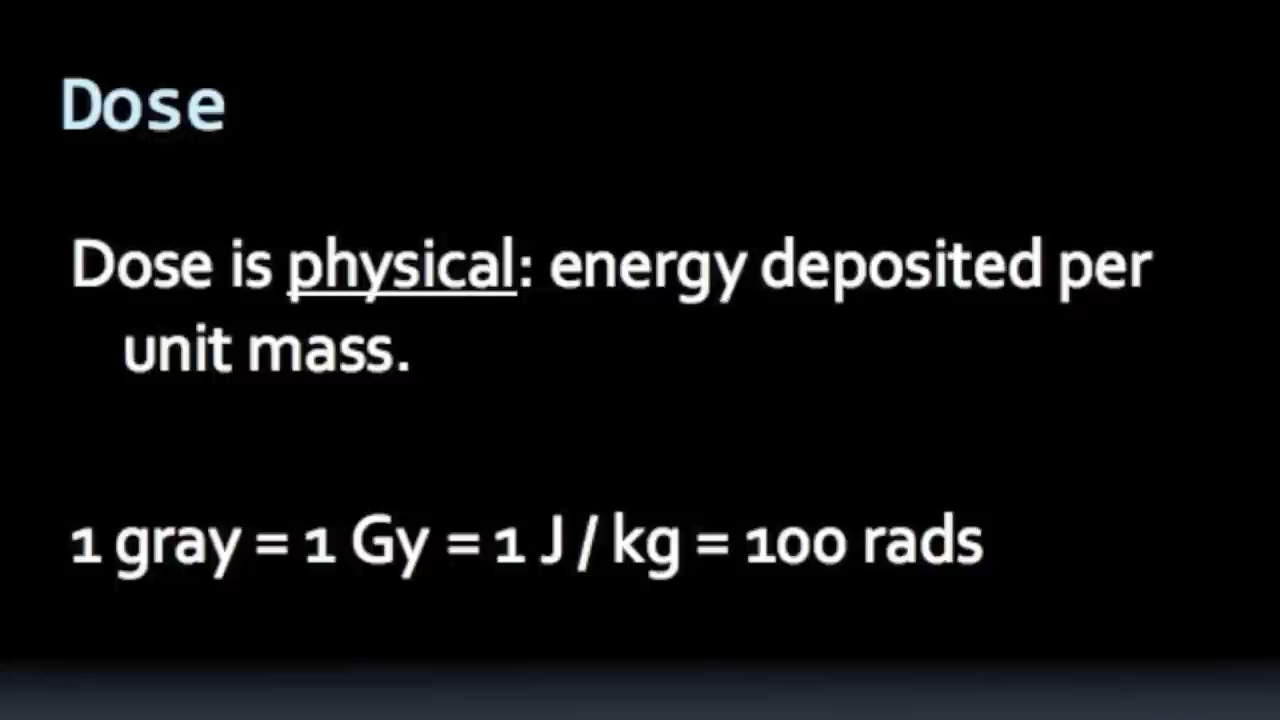 Dose
Dose is physical: energy deposited per
unit mass.
1 gray = 1 Gy = 1 J / kg = 100 rads